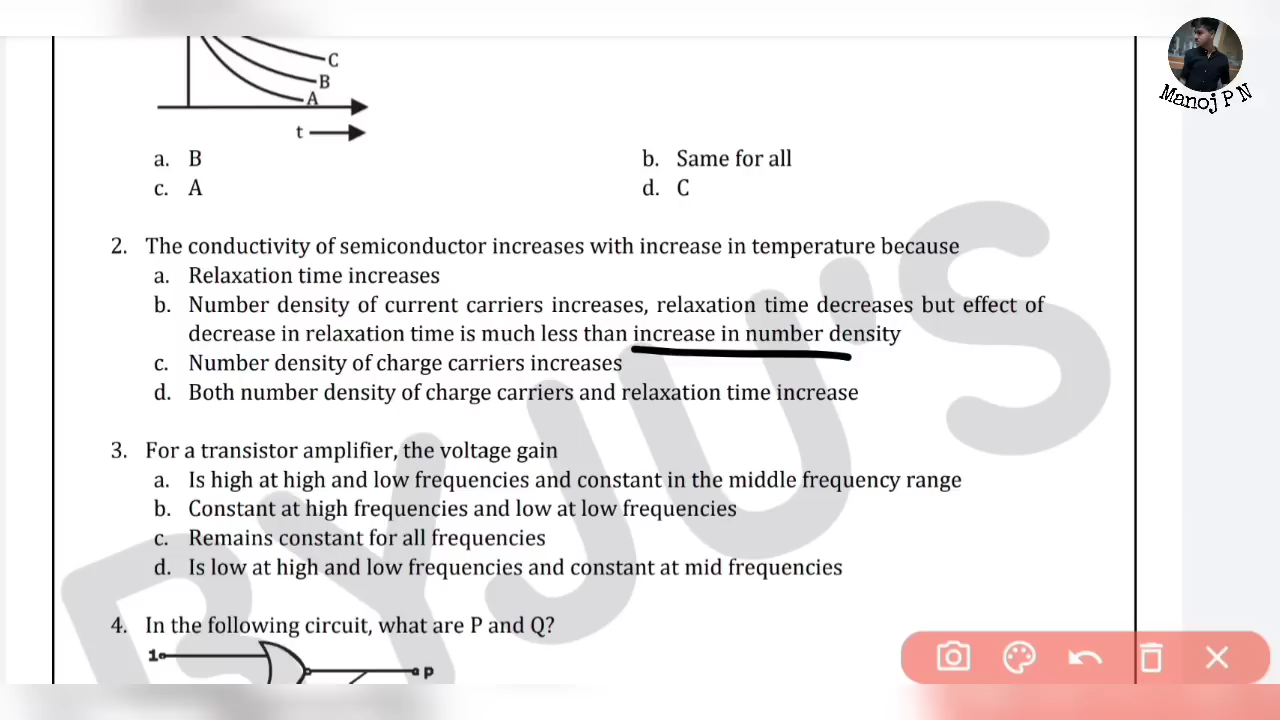 C
B
A
t
a. B
b. Same for all
c. A
d. C
2. The conductivity of semiconductor increases with increase in temperature because
a. Relaxation time increases
b. Number density of current carriers increases, relaxation time decreases but effect of
decrease in relaxation time is much less than increase in number density
c. Number density of charge carriers increases
d. Both number density of charge carriers and relaxation time increase
3. For a transistor amplifier, the voltage gain
a. Is high at high and low frequencies and constant in the middle frequency range
b. Constant at high frequencies and low at low frequencies
c. Remains constant for all frequencies
d. Is low at high and low frequencies and constant at mid frequencies
4. In the following circuit, what are P and Q?
1
P
BYJU'S
Manoj P N